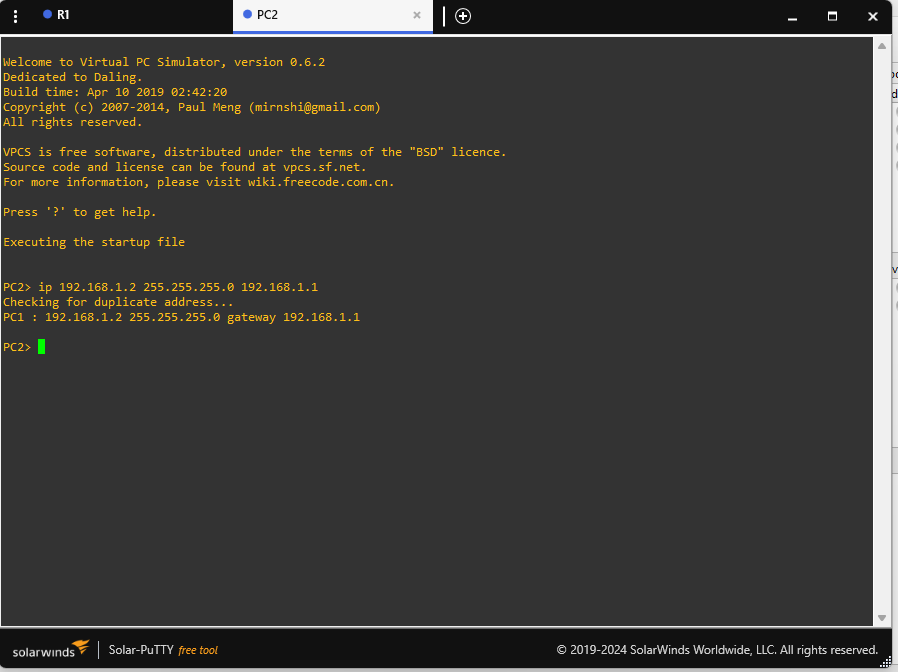 R1
PC2
Welcome to Virtual PC Simulator, version 0.6.2
Dedicated to Daling.
Build time: Apr 10 2019 02:42:20
Copyright (c) 2007-2014, Paul Meng (mirnshi@gmail.com)
All rights reserved.
VPCS is free software, distributed under the terms of the "BSD" licence.
Source code and license can be found at vpcs.sf.net.
For more information, please visit wiki.freecode.com.cn.
Press '?' to get help.
Executing the startup file
PC2> ip 192.168.1.2 255.255.255.0 192.168.1.1
Checking for duplicate address...
PC1 : 192.168.1.2 255.255.255.0 gateway 192.168.1.1
PC2>
solarwinds
Solar-PuTTY free tool
© 2019-2024 SolarWinds Worldwide, LLC. All rights reserved.